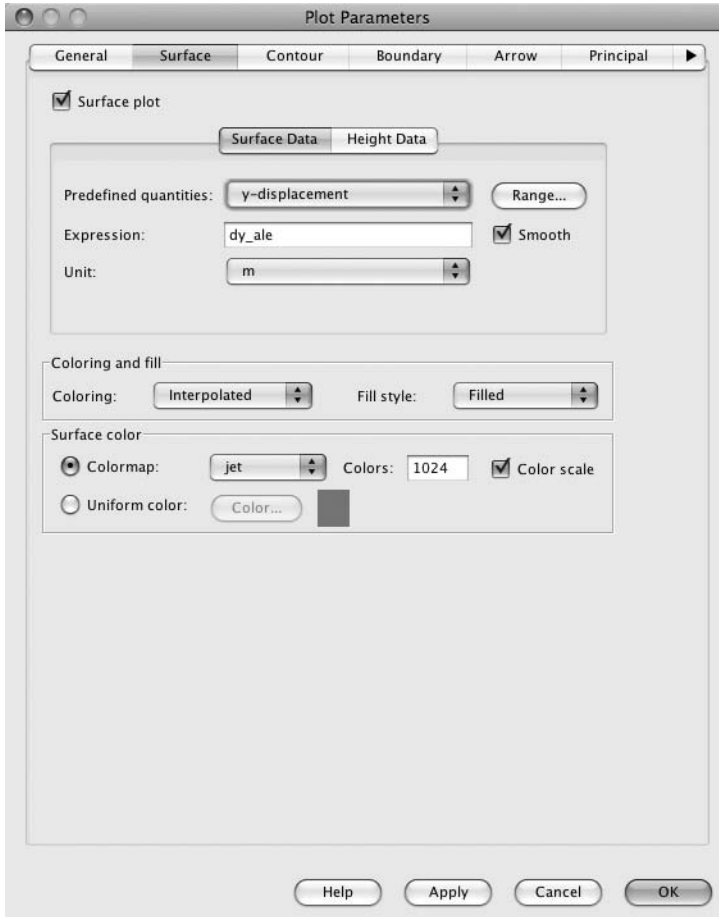 Plot Parameters
General Surface Contour Boundary Arrow Principal
Surface plot
Surface Data Height Data
Predefined quantities: y-displacement Range...
Expression: dy_ale Smooth
Unit: m
Coloring and fill
Coloring: Interpolated Fill style: Filled
Surface color
Colormap: jet Colors: 1024 Color scale
Uniform color: Color...
Help Apply Cancel OK